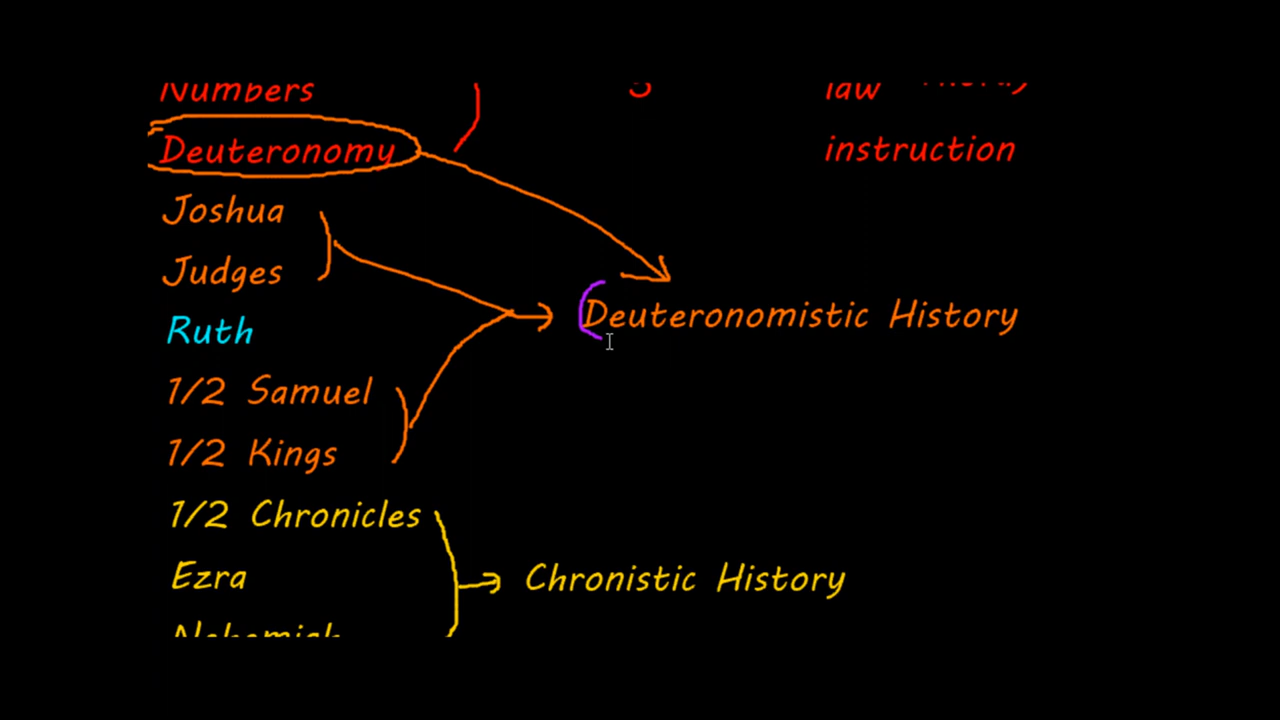 Numbers law
Deuteronomy instruction
Joshua
Judges
Deuteronomistic History
Ruth
1/2 Samuel
1/2 Kings
1/2 Chronicles
Ezra
Chronistic History
Nehemiah